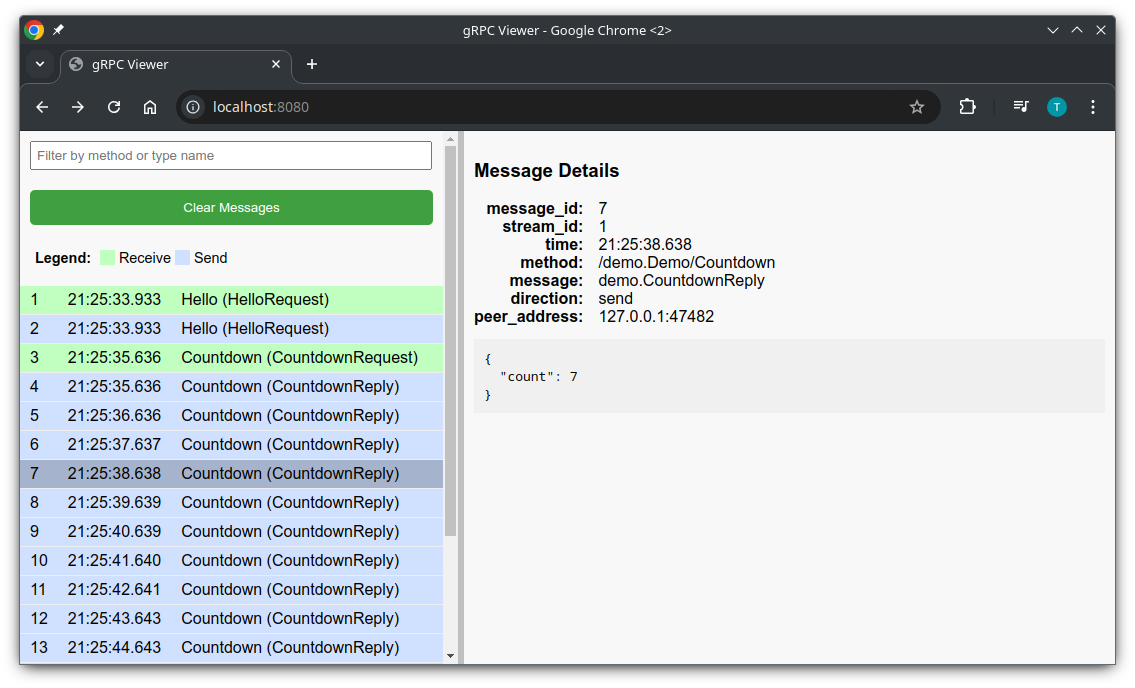 gRPC Viewer - Google Chrome <2>
gRPC Viewer
localhost:8080
T
Filter by method or type name
Clear Messages
Legend: Receive Send
1 21:25:33.933 Hello (HelloRequest)
2 21:25:33.933 Hello (HelloRequest)
3 21:25:35.636 Countdown (CountdownRequest)
4 21:25:35.636 Countdown (CountdownReply)
5 21:25:36.636 Countdown (CountdownReply)
6 21:25:37.637 Countdown (CountdownReply)
7 21:25:38.638 Countdown (CountdownReply)
8 21:25:39.639 Countdown (CountdownReply)
9 21:25:40.639 Countdown (CountdownReply)
10 21:25:41.640 Countdown (CountdownReply)
11 21:25:42.641 Countdown (CountdownReply)
12 21:25:43.643 Countdown (CountdownReply)
13 21:25:44.643 Countdown (CountdownReply)
Message Details
message_id: 7
stream_id: 1
time: 21:25:38.638
method: /demo.Demo/Countdown
message: demo.CountdownReply
direction: send
peer_address: 127.0.0.1:47482
{
"count": 7
}